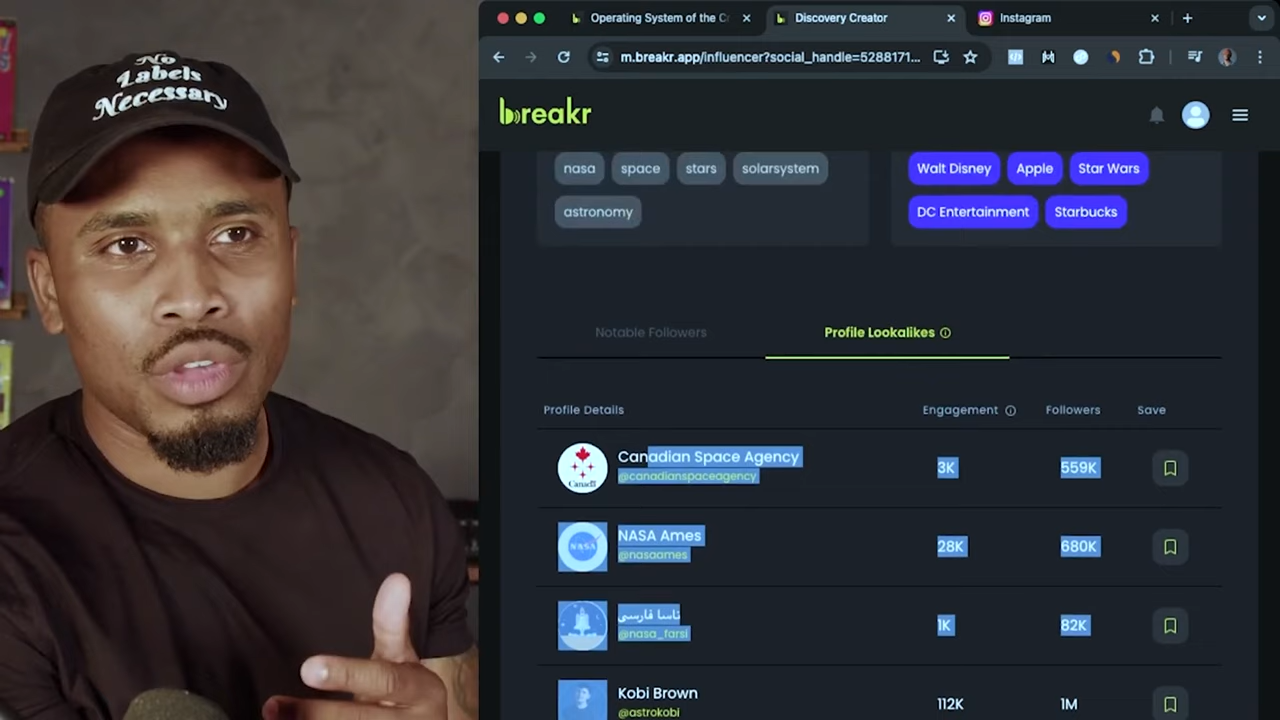 No
Labels
Necessary
Operating System of the C
Discovery Creator
Instagram
m.breakr.app/influencer?social_handle=5288171...
breakr
nasa space stars solarsystem
astronomy
Walt Disney Apple Star Wars
DC Entertainment Starbucks
Notable Followers Profile Lookalikes
Profile Details Engagement Followers Save
Canadian Space Agency
@canadianspaceagency
3K 559K
NASA Ames
@nasaames
28K 680K
ناسا فارسی
@nasa_farsi
1K 82K
Kobi Brown
@astrokobi
112K 1M